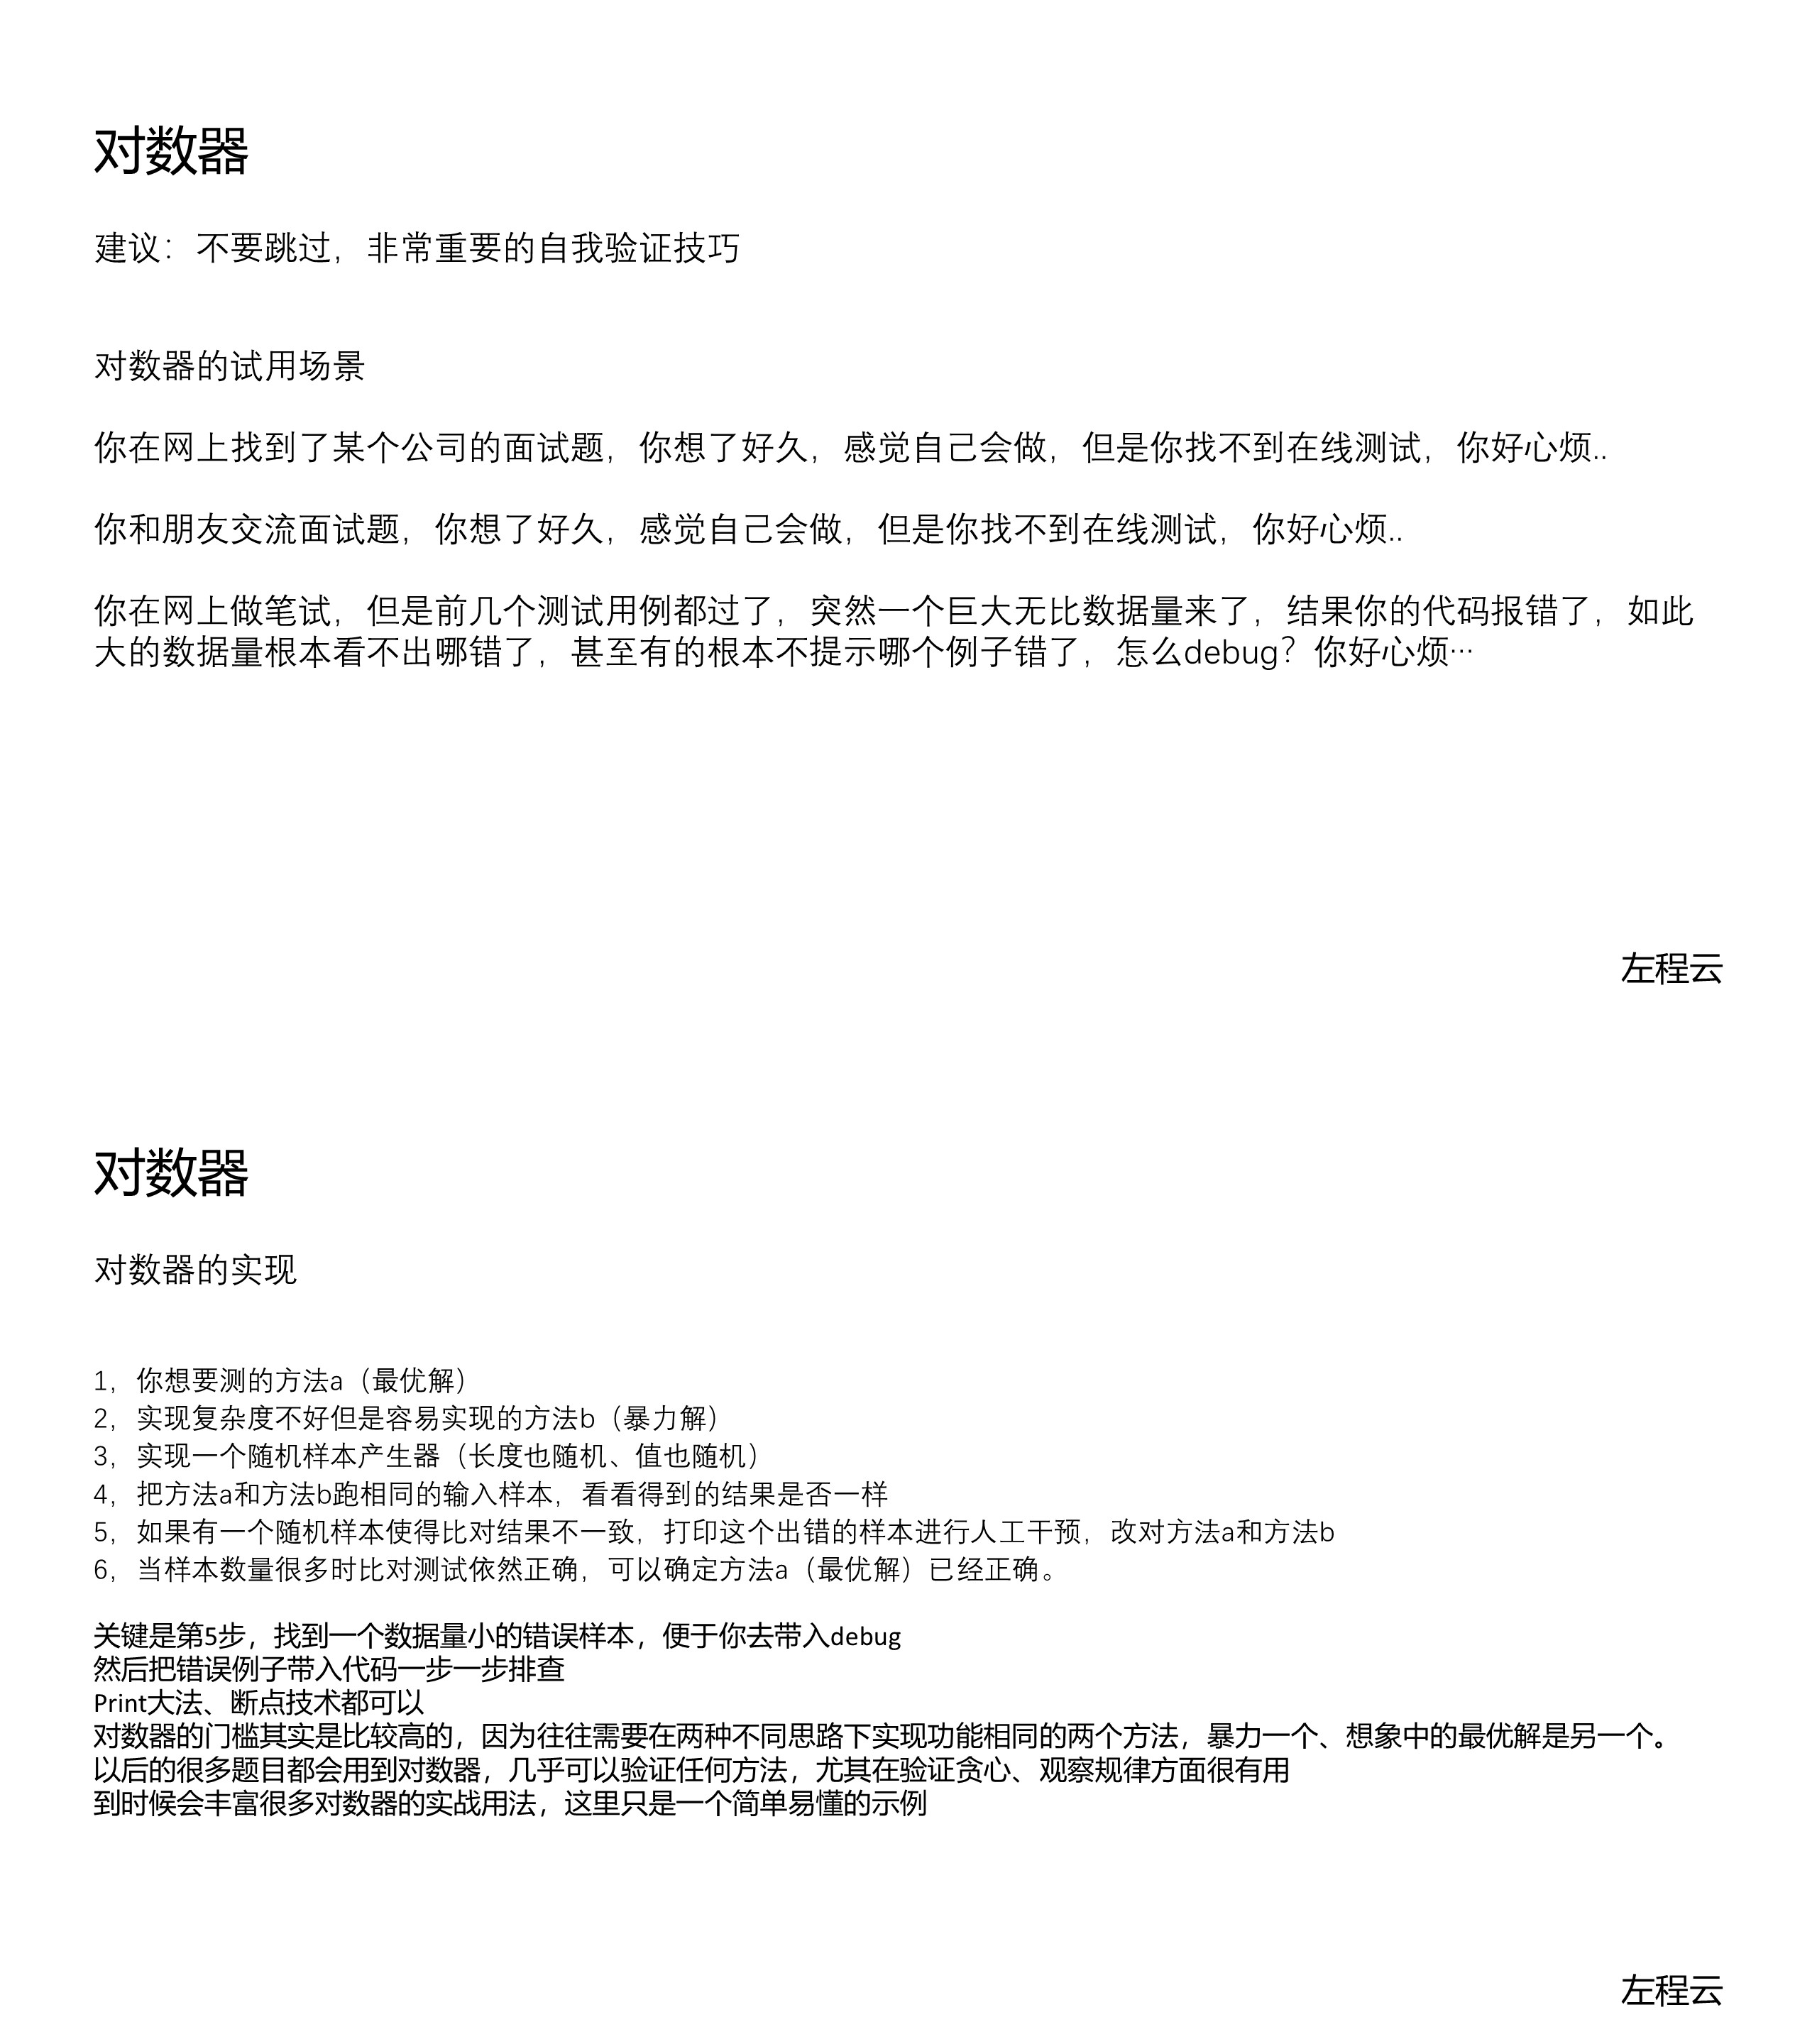 对数器
建议：不要跳过，非常重要的自我验证技巧
对数器的试用场景
你在网上找到了某个公司的面试题，你想了好久，感觉自己会做，但是你找不到在线测试，你好心烦..
你和朋友交流面试题，你想了好久，感觉自己会做，但是你找不到在线测试，你好心烦..
你在网上做笔试，但是前几个测试用例都过了，突然一个巨大无比数据量来了，结果你的代码报错了，如此
大的数据量根本看不出哪错了，甚至有的根本不提示哪个例子错了，怎么debug？你好心烦…
左程云
对数器
对数器的实现
1，你想要测的方法a（最优解）
2，实现复杂度不好但是容易实现的方法b（暴力解）
3，实现一个随机样本产生器（长度也随机、值也随机）
4，把方法a和方法b跑相同的输入样本，看看得到的结果是否一样
5，如果有一个随机样本使得比对结果不一致，打印这个出错的样本进行人工干预，改对方法a和方法b
6，当样本数量很多时比对测试依然正确，可以确定方法a（最优解）已经正确。
关键是第5步，找到一个数据量小的错误样本，便于你去带入debug
然后把错误例子带入代码一步一步排查
Print大法、断点技术都可以
对数器的门槛其实是比较高的，因为往往需要在两种不同思路下实现功能相同的两个方法，暴力一个、想象中的最优解是另一个。
以后的很多题目都会用到对数器，几乎可以验证任何方法，尤其在验证贪心、观察规律方面很有用
到时候会丰富很多对数器的实战用法，这里只是一个简单易懂的示例
左程云